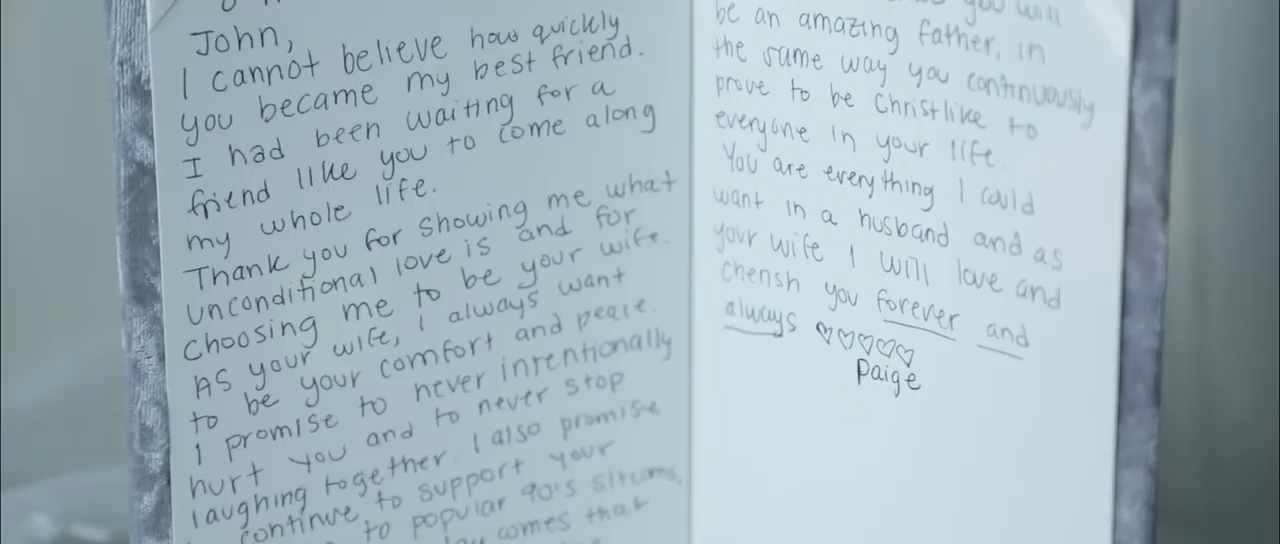 John,
I cannot believe how quickly
you became my best friend.
I had been waiting for a
friend like you to come along
my whole life.
Thank you for showing me what
unconditional love is and for
choosing me to be your wife.
As your wife, I always want
to be your comfort and peace.
I promise to never intentionally
hurt you and to never stop
laughing together. I also promise
continue to support your
to popular 90's sitcoms,
comes that
you will
be an amazing father, in
the same way you continuously
prove to be Christlike to
everyone in your life.
You are everything I could
want in a husband and as
your wife I will love and
cherish you forever and
always ♡♡♡♡♡
Paige